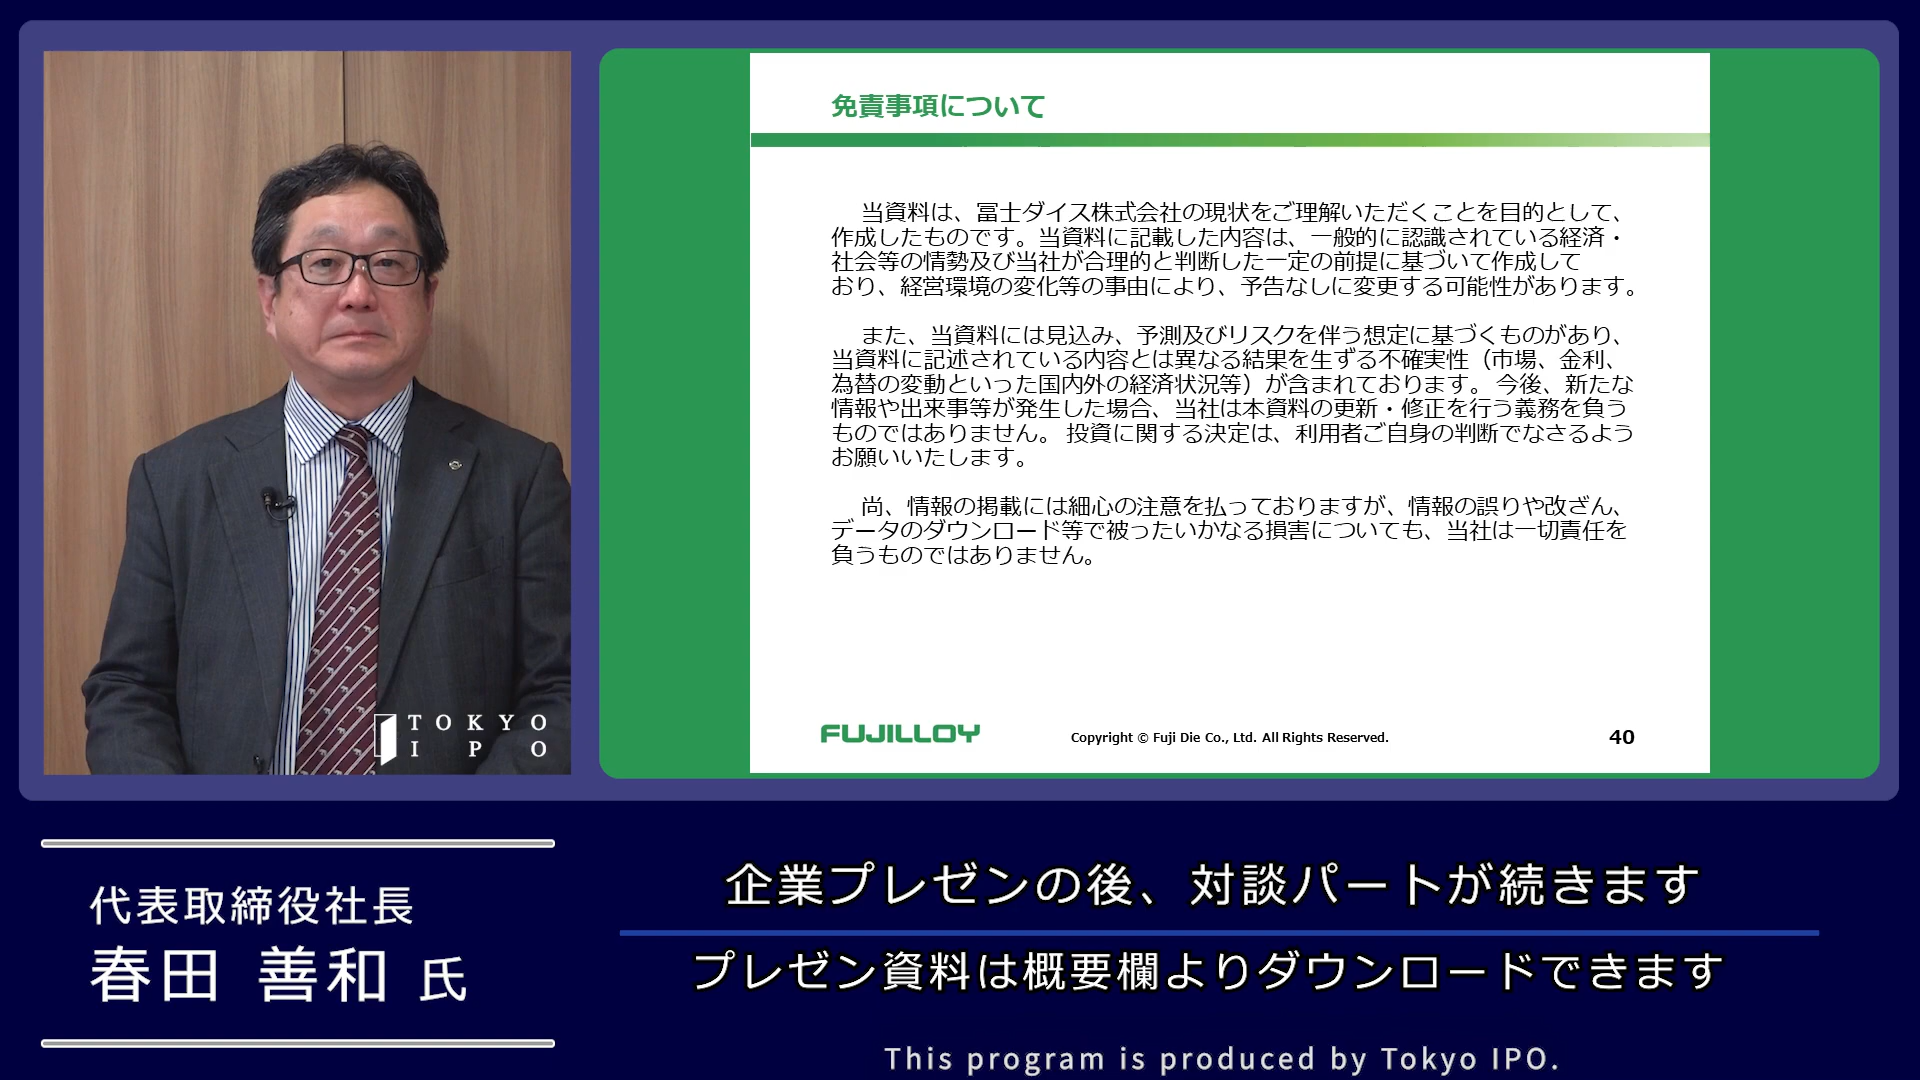 免責事項について
当資料は、冨士ダイス株式会社の現状をご理解いただくことを目的として、
作成したものです。当資料に記載した内容は、一般的に認識されている経済・
社会等の情勢及び当社が合理的と判断した一定の前提に基づいて作成して
おり、経営環境の変化等の事由により、予告なしに変更する可能性があります。
また、当資料には見込み、予測及びリスクを伴う想定に基づくものがあり、
当資料に記述されている内容とは異なる結果を生ずる不確実性（市場、金利、
為替の変動といった国内外の経済状況等）が含まれております。 今後、新たな
情報や出来事等が発生した場合、当社は本資料の更新・修正を行う義務を負う
ものではありません。 投資に関する決定は、利用者ご自身の判断でなさるよう
お願いいたします。
尚、情報の掲載には細心の注意を払っておりますが、情報の誤りや改ざん、
データのダウンロード等で被ったいかなる損害についても、当社は一切責任を
負うものではありません。
FUJILLOY
Copyright © Fuji Die Co., Ltd. All Rights Reserved.
40
TOKYO
IPO
代表取締役社長
春田 善和 氏
企業プレゼンの後、対談パートが続きます
プレゼン資料は概要欄よりダウンロードできます
This program is produced by Tokyo IPO.